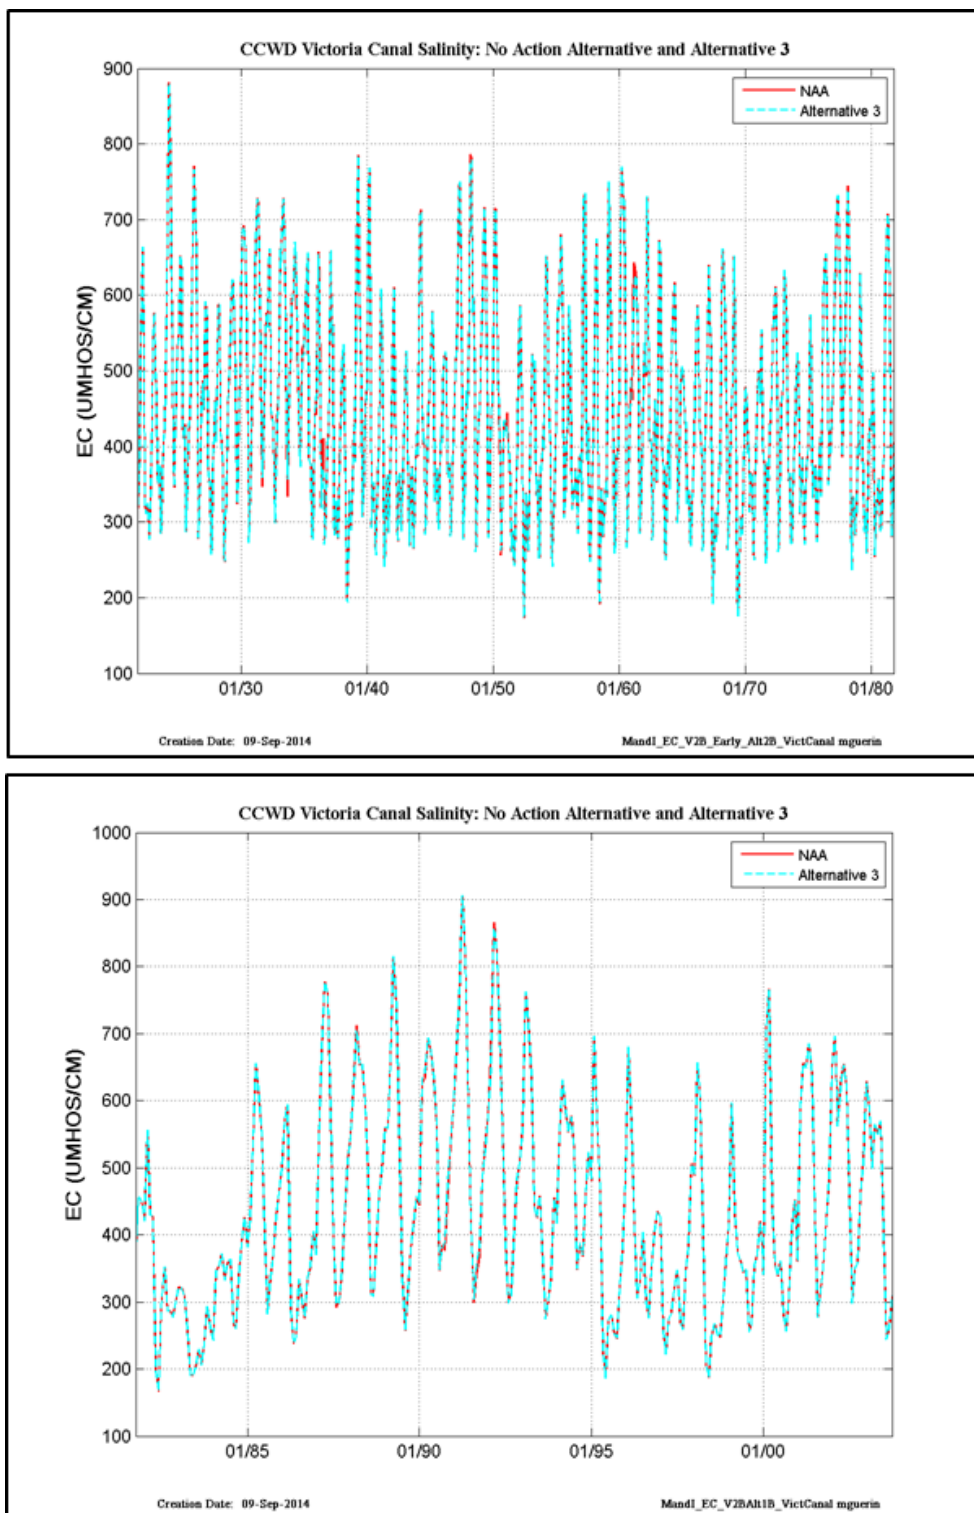 CCWD Victoria Canal Salinity: No Action Alternative and Alternative 3
900
800
700
600
500
400
300
200
100
EC (UMHOS/CM)
NAA
Alternative 3
01/30
01/40
01/50
01/60
01/70
01/80
Creation Date: 09-Sep-2014
MandI_EC_V2B_Early_Alt2B_VictCanal mguerin
CCWD Victoria Canal Salinity: No Action Alternative and Alternative 3
1000
900
800
700
600
500
400
300
200
100
EC (UMHOS/CM)
NAA
Alternative 3
01/85
01/90
01/95
01/00
Creation Date: 09-Sep-2014
MandI_EC_V2BAlt1B_VictCanal mguerin